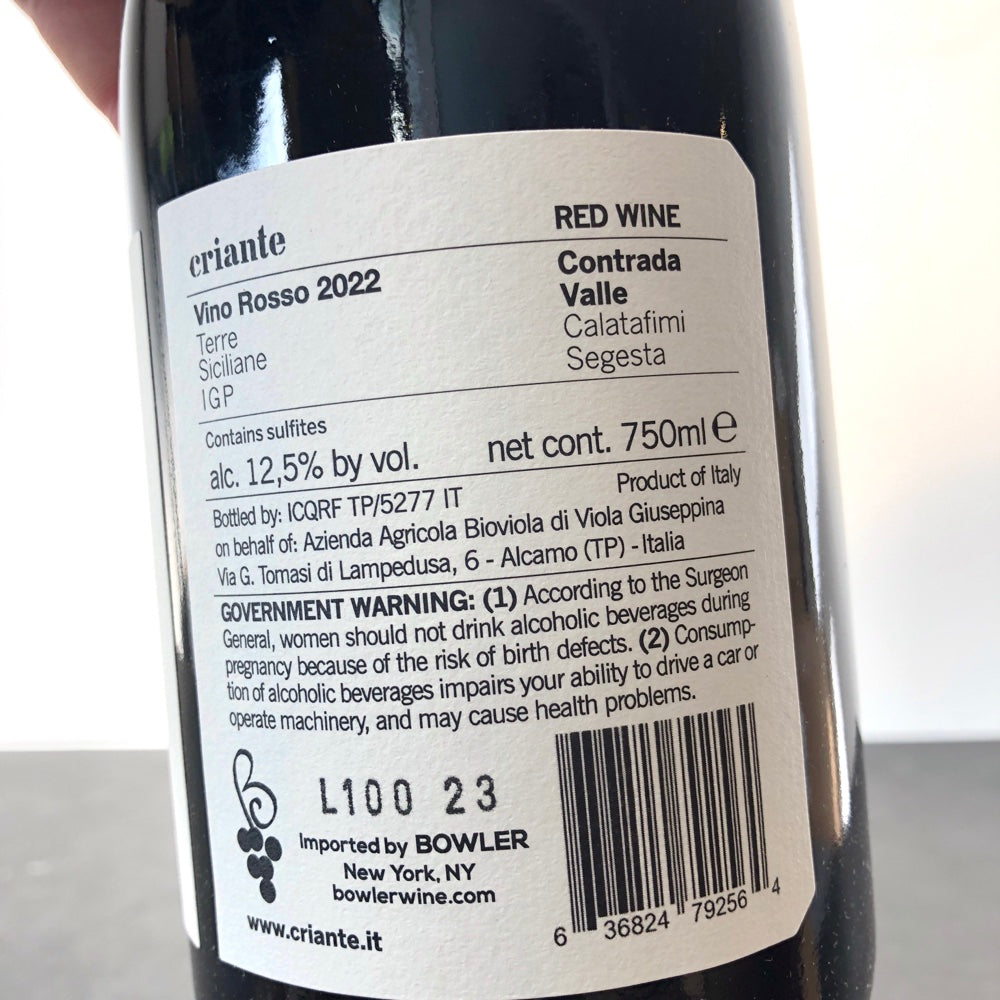 criante
RED WINE
Vino Rosso 2022
Terre
Siciliane
IGP
Contrada
Valle
Calatafimi
Segesta
Contains sulfites
alc. 12,5% by vol.
net cont. 750ml ℮
Product of Italy
Bottled by: ICQRF TP/5277 IT
on behalf of: Azienda Agricola Bioviola di Viola Giuseppina
Via G. Tomasi di Lampedusa, 6 - Alcamo (TP) - Italia
GOVERNMENT WARNING: (1) According to the Surgeon
General, women should not drink alcoholic beverages during
pregnancy because of the risk of birth defects. (2) Consump-
tion of alcoholic beverages impairs your ability to drive a car or
operate machinery, and may cause health problems.
L100 23
Imported by BOWLER
New York, NY
bowlerwine.com
www.criante.it
6 36824 79256 4